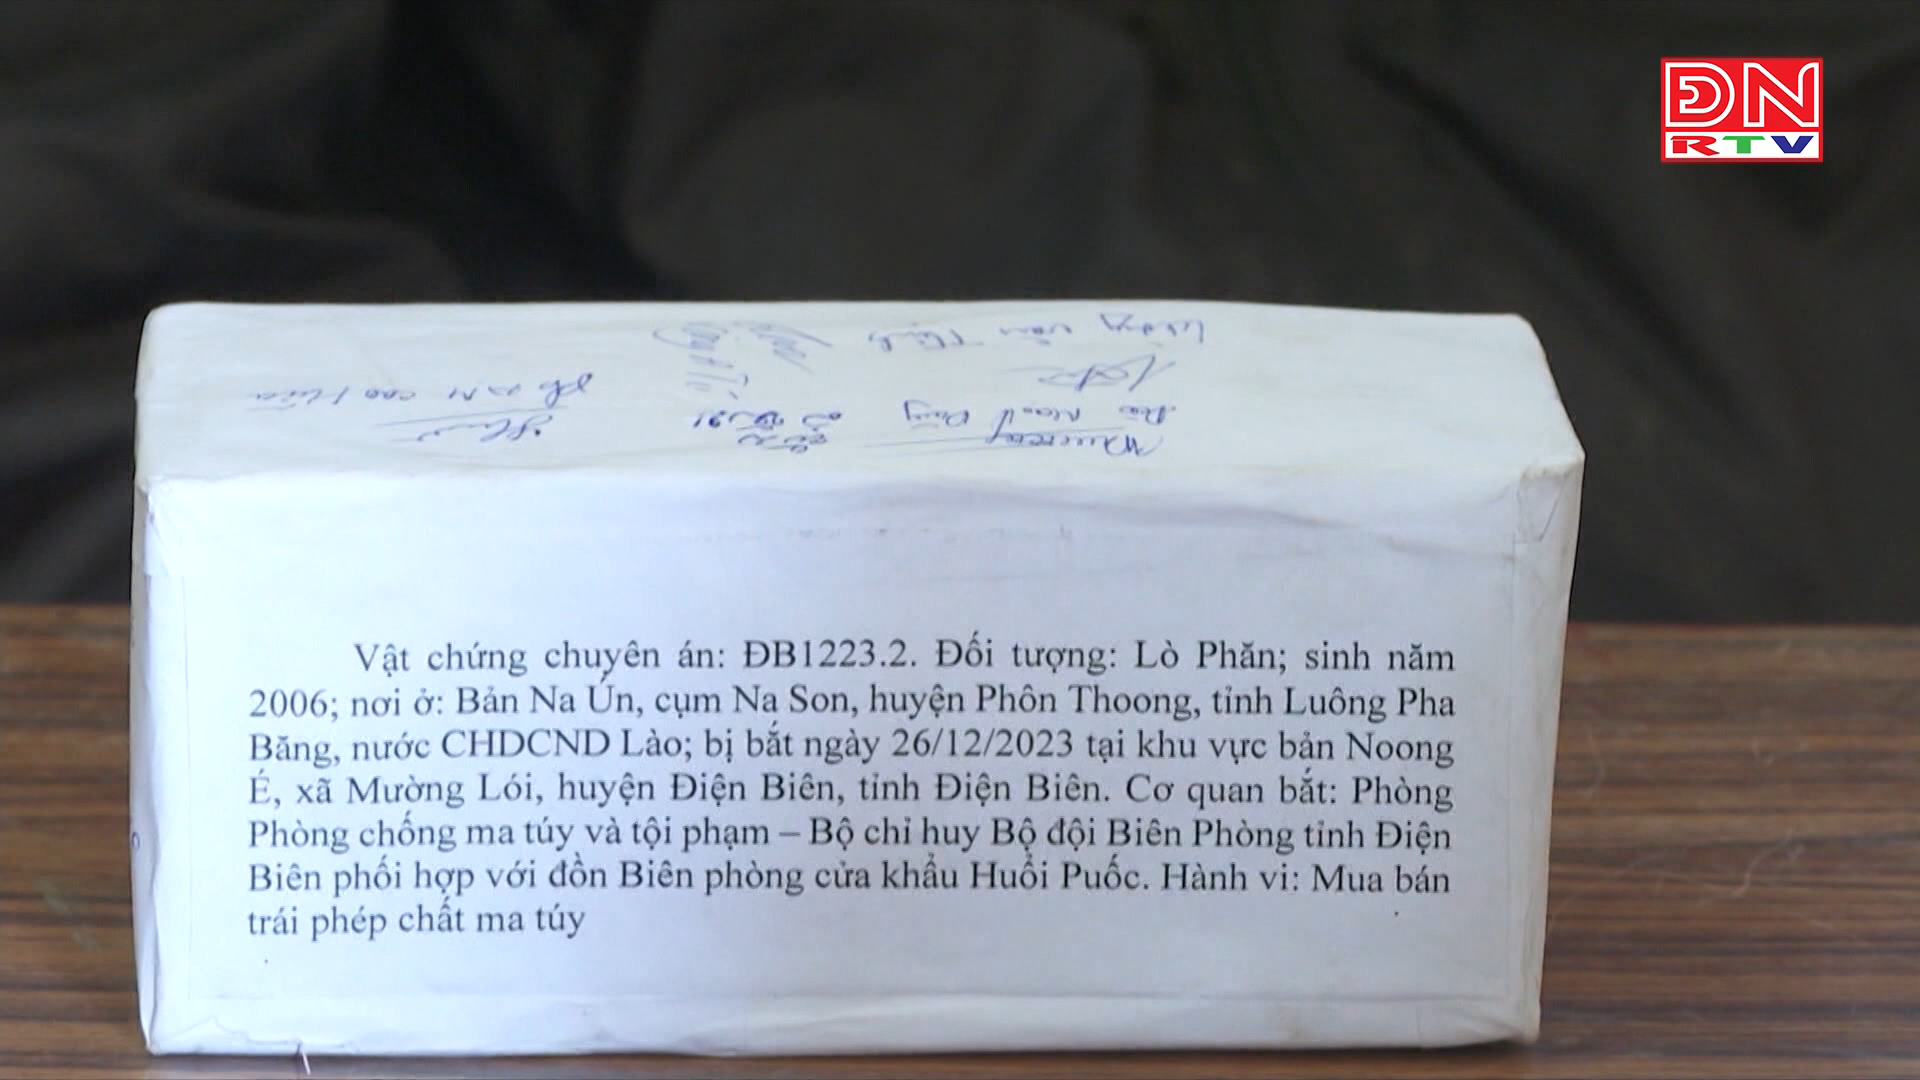 ĐN
RTV
Vật chứng chuyên án: ĐB1223.2. Đối tượng: Lò Phăn; sinh năm
2006; nơi ở: Bản Na Ún, cụm Na Son, huyện Phôn Thoong, tỉnh Luông Pha
Băng, nước CHDCND Lào; bị bắt ngày 26/12/2023 tại khu vực bản Noong
É, xã Mường Lói, huyện Điện Biên, tỉnh Điện Biên. Cơ quan bắt: Phòng
Phòng chống ma túy và tội phạm – Bộ chỉ huy Bộ đội Biên Phòng tỉnh Điện
Biên phối hợp với đồn Biên phòng cửa khẩu Huổi Puốc. Hành vi: Mua bán
trái phép chất ma túy